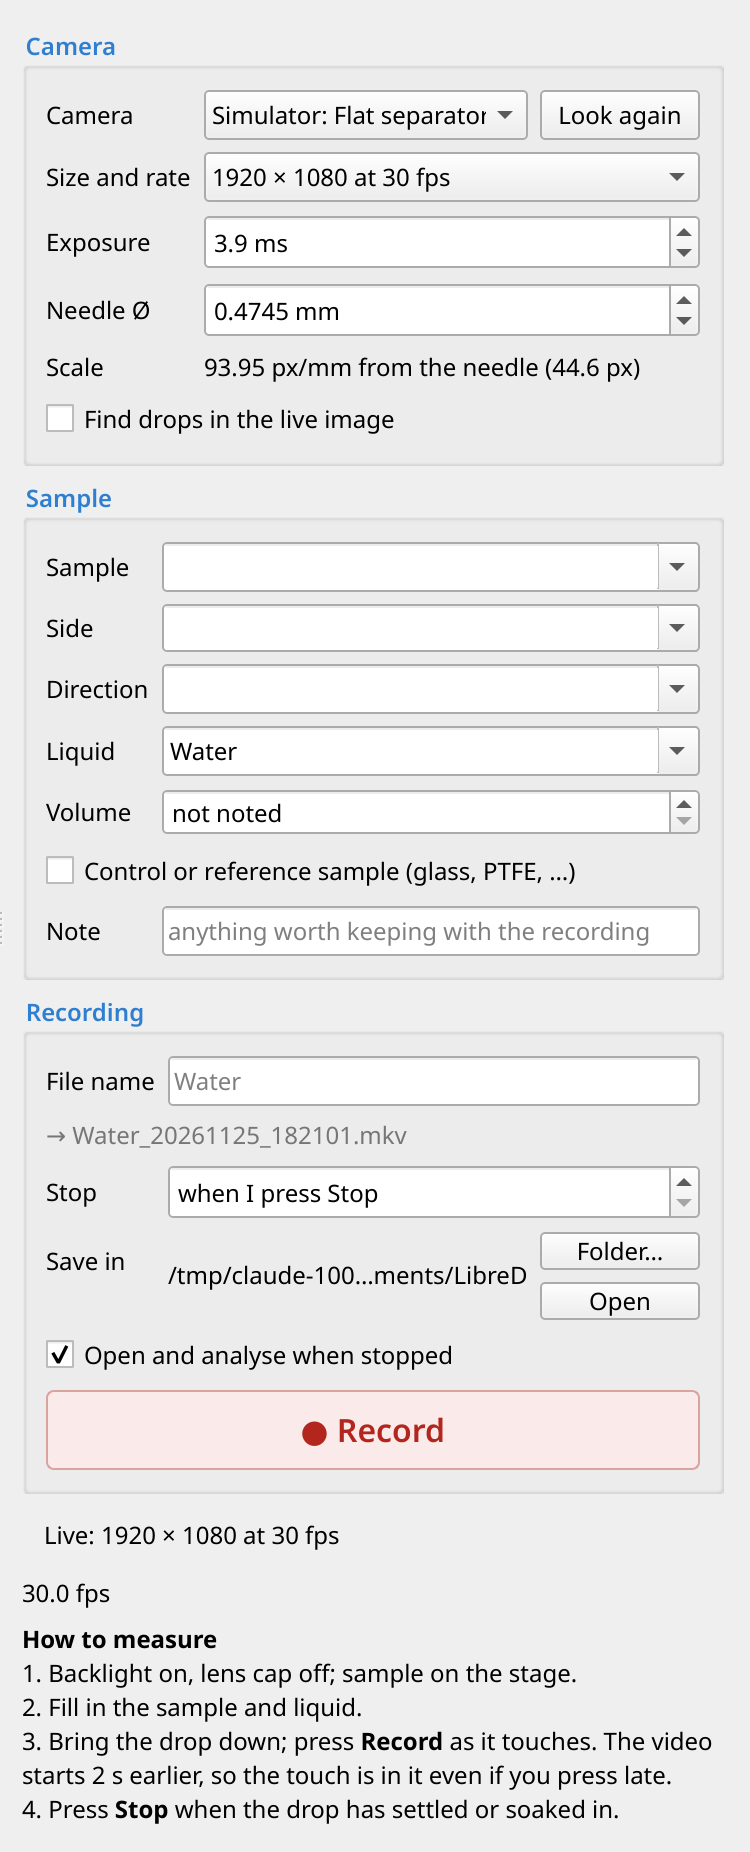 Camera
Camera Simulator: Flat separator Look again
Size and rate 1920 × 1080 at 30 fps
Exposure 3.9 ms
Needle Ø 0.4745 mm
Scale 93.95 px/mm from the needle (44.6 px)
Find drops in the live image
Sample
Sample
Side
Direction
Liquid Water
Volume not noted
Control or reference sample (glass, PTFE, ...)
Note anything worth keeping with the recording
Recording
File name Water
→ Water_20261125_182101.mkv
Stop when I press Stop
Save in /tmp/claude-100...ments/LibreD Folder...
Open
Open and analyse when stopped
● Record
Live: 1920 × 1080 at 30 fps
30.0 fps
How to measure
1. Backlight on, lens cap off; sample on the stage.
2. Fill in the sample and liquid.
3. Bring the drop down; press Record as it touches. The video
starts 2 s earlier, so the touch is in it even if you press late.
4. Press Stop when the drop has settled or soaked in.